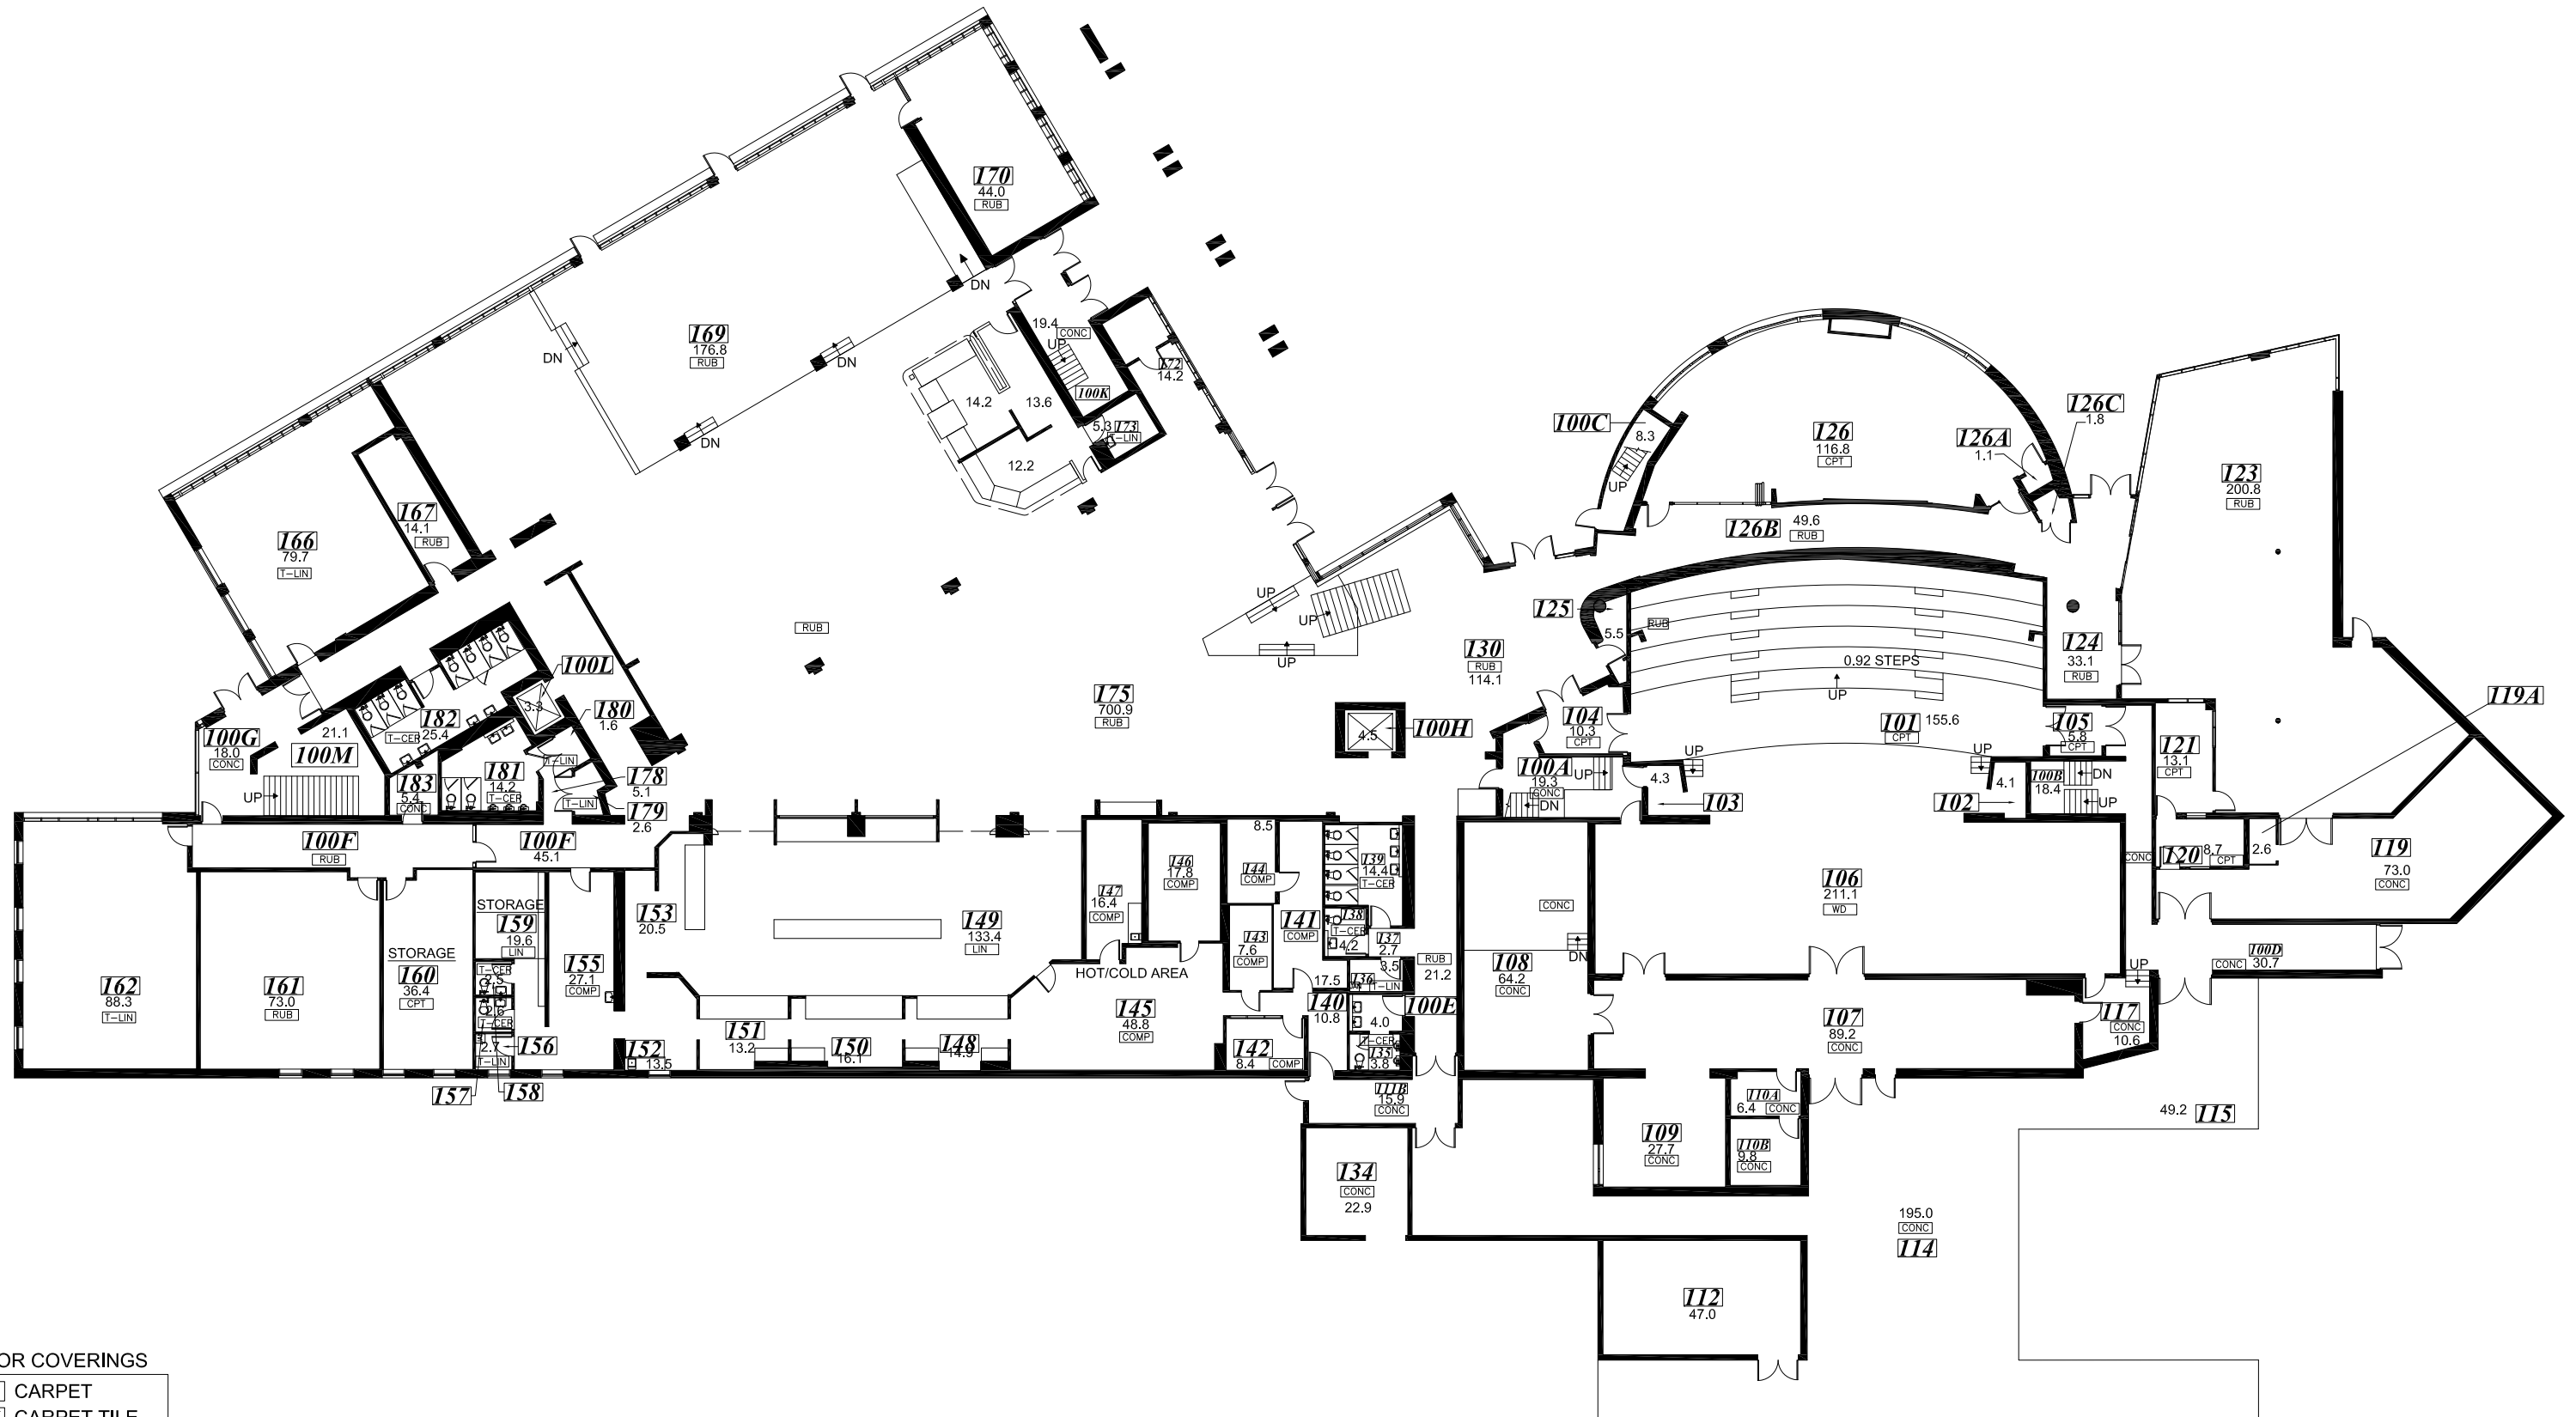 170
44.0
RUB
DN
169
176.8
RUB
DN
DN
DN
19.4
CONC
UP
100K
172
14.2
14.2
13.6
5.3
173
T-LIN
12.2
100C
8.3
UP
126
116.8
CPT
126A
1.1
126C
1.8
123
200.8
RUB
126B
49.6
RUB
167
14.1
RUB
166
79.7
T-LIN
RUB
UP
UP
UP
125
5.5
RUB
130
RUB
114.1
0.92 STEPS
UP
124
33.1
RUB
119A
100L
3.3
180
1.6
182
T-CER
25.4
21.1
100M
100G
18.0
CONC
UP
183
5.4
CONC
181
14.2
T-CER
T-LIN
178
5.1
T-LIN
179
2.6
175
700.9
RUB
4.5
100H
104
10.3
CPT
101
155.6
CPT
105
5.8
CPT
121
13.1
CPT
UP
UP
100A
19.3
CONC
UP
DN
4.3
103
4.1
102
100B
18.4
DN
UP
100F
RUB
100F
45.1
153
20.5
149
133.4
LIN
147
16.4
COMP
146
17.8
COMP
8.5
144
COMP
143
7.6
COMP
141
COMP
17.5
139
14.4
T-CER
138
T-CER
4.2
137
2.7
3.5
136
T-LIN
4.0
T-CER
135
3.8
RUB
21.2
100E
CONC
DN
108
64.2
CONC
106
211.1
WD
CONC
120
8.7
CPT
2.6
119
73.0
CONC
100D
CONC
30.7
UP
117
CONC
10.6
107
89.2
CONC
STORAGE
159
19.6
LIN
STORAGE
160
36.4
CPT
T-CER
2.5
2.6
T-CER
2.7
T-LIN
156
157
158
155
27.1
COMP
162
88.3
T-LIN
161
73.0
RUB
152
13.5
151
13.2
150
16.1
148
14.9
HOT/COLD AREA
145
48.8
COMP
142
8.4
COMP
140
10.8
111B
15.9
CONC
134
CONC
22.9
109
27.7
CONC
110A
6.4
CONC
110B
9.8
CONC
49.2
115
195.0
CONC
114
112
47.0
OR COVERINGS
CARPET
CARPET TILE